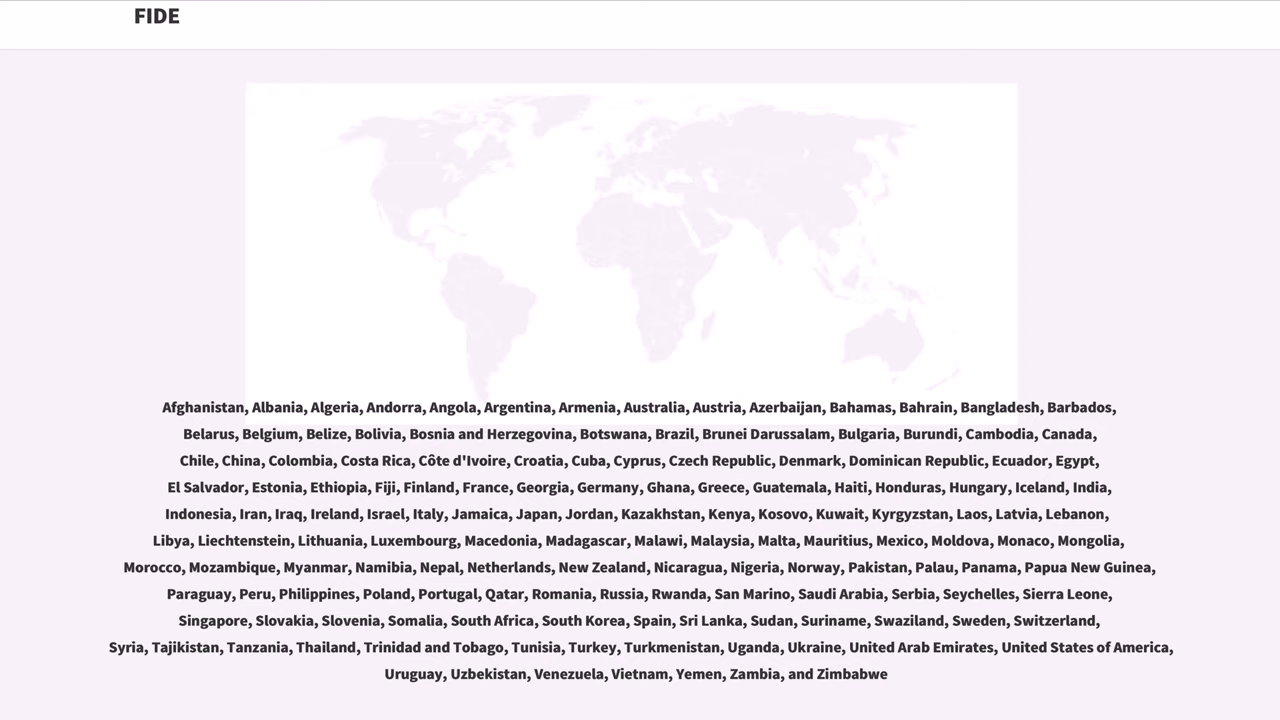 FIDE
Afghanistan, Albania, Algeria, Andorra, Angola, Argentina, Armenia, Australia, Austria, Azerbaijan, Bahamas, Bahrain, Bangladesh, Barbados,
Belarus, Belgium, Belize, Bolivia, Bosnia and Herzegovina, Botswana, Brazil, Brunei Darussalam, Bulgaria, Burundi, Cambodia, Canada,
Chile, China, Colombia, Costa Rica, Côte d'Ivoire, Croatia, Cuba, Cyprus, Czech Republic, Denmark, Dominican Republic, Ecuador, Egypt,
El Salvador, Estonia, Ethiopia, Fiji, Finland, France, Georgia, Germany, Ghana, Greece, Guatemala, Haiti, Honduras, Hungary, Iceland, India,
Indonesia, Iran, Iraq, Ireland, Israel, Italy, Jamaica, Japan, Jordan, Kazakhstan, Kenya, Kosovo, Kuwait, Kyrgyzstan, Laos, Latvia, Lebanon,
Libya, Liechtenstein, Lithuania, Luxembourg, Macedonia, Madagascar, Malawi, Malaysia, Malta, Mauritius, Mexico, Moldova, Monaco, Mongolia,
Morocco, Mozambique, Myanmar, Namibia, Nepal, Netherlands, New Zealand, Nicaragua, Nigeria, Norway, Pakistan, Palau, Panama, Papua New Guinea,
Paraguay, Peru, Philippines, Poland, Portugal, Qatar, Romania, Russia, Rwanda, San Marino, Saudi Arabia, Serbia, Seychelles, Sierra Leone,
Singapore, Slovakia, Slovenia, Somalia, South Africa, South Korea, Spain, Sri Lanka, Sudan, Suriname, Swaziland, Sweden, Switzerland,
Syria, Tajikistan, Tanzania, Thailand, Trinidad and Tobago, Tunisia, Turkey, Turkmenistan, Uganda, Ukraine, United Arab Emirates, United States of America,
Uruguay, Uzbekistan, Venezuela, Vietnam, Yemen, Zambia, and Zimbabwe